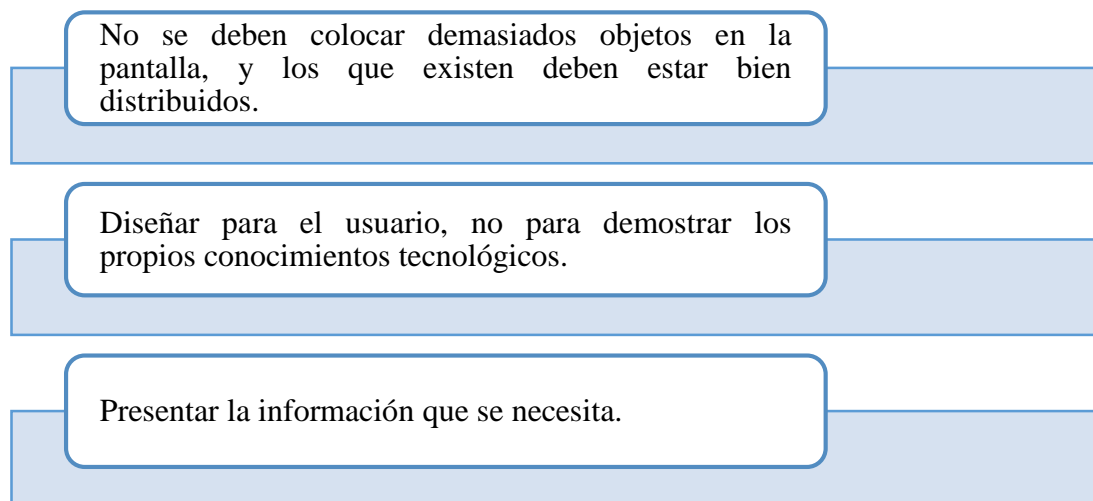 No se deben colocar demasiados objetos en la
pantalla, y los que existen deben estar bien
distribuidos.
Diseñar para el usuario, no para demostrar los
propios conocimientos tecnológicos.
Presentar la información que se necesita.